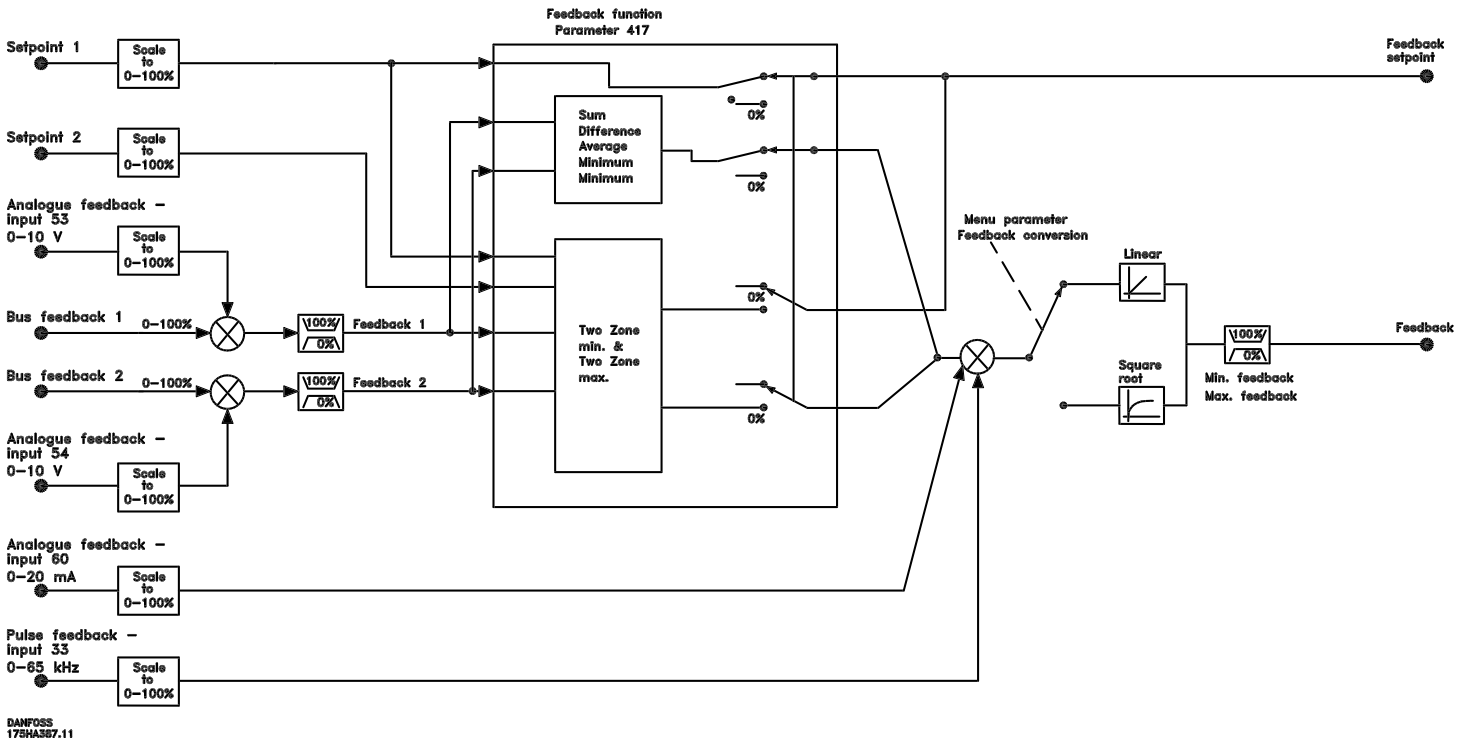 Feedback function
Parameter 417
Setpoint 1
Scale
to
0-100%
Feedback
setpoint
Setpoint 2
Scale
to
0-100%
Sum
Difference
Average
Minimum
Minimum
0%
0%
Analogue feedback -
input 53
0-10 V
Scale
to
0-100%
Menu parameter
Feedback conversion
Linear
0%
Bus feedback 1
0-100%
100%
0%
Feedback 1
Two Zone
min. &
Two Zone
max.
100%
0%
Feedback
Bus feedback 2
0-100%
100%
0%
Feedback 2
Square
root
Min. feedback
Max. feedback
0%
Analogue feedback -
input 54
0-10 V
Scale
to
0-100%
Analogue feedback -
input 60
0-20 mA
Scale
to
0-100%
Pulse feedback -
input 33
0-65 kHz
Scale
to
0-100%
DANFOSS
175HA387.11